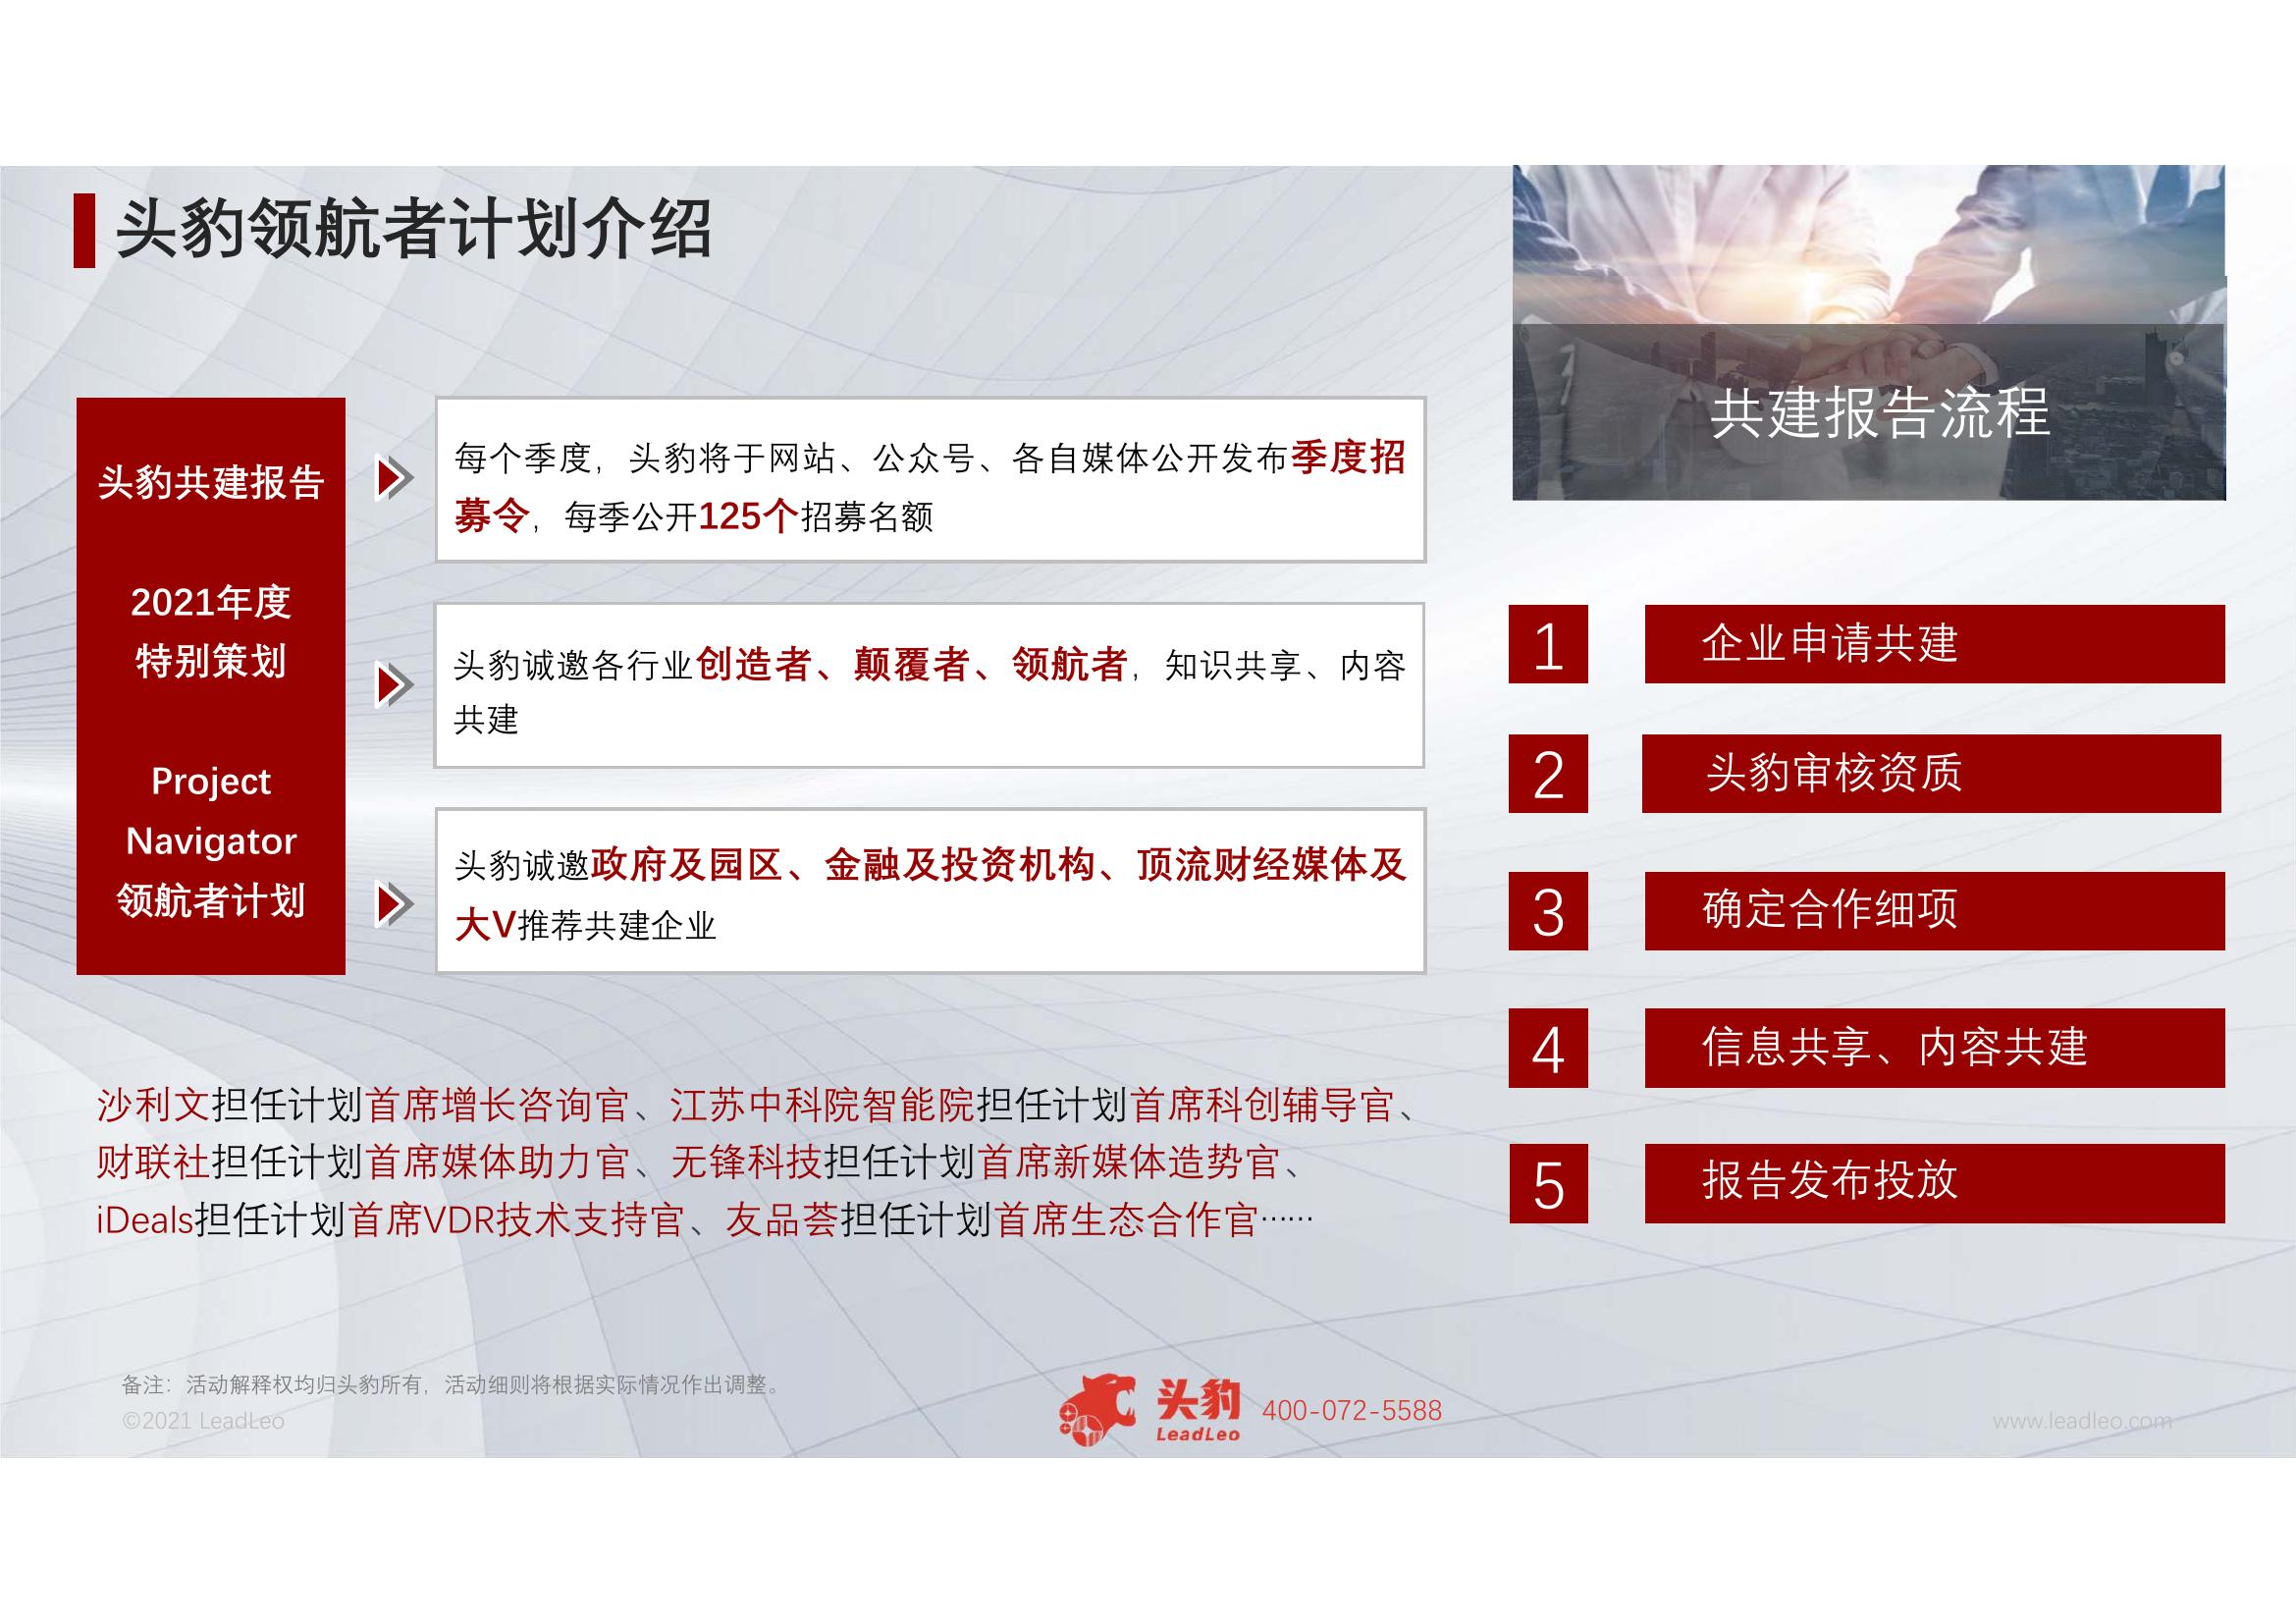 头豹领航者计划介绍
头豹共建报告
2021年度
特别策划
Project
Navigator
领航者计划
每个季度，头豹将于网站、公众号、各自媒体公开发布季度招
募令，每季公开125个招募名额
头豹诚邀各行业创造者、颠覆者、领航者，知识共享、内容
共建
头豹诚邀政府及园区、金融及投资机构、顶流财经媒体及
大V推荐共建企业
沙利文担任计划首席增长咨询官、江苏中科院智能院担任计划首席科创辅导官、
财联社担任计划首席媒体助力官、无锋科技担任计划首席新媒体造势官、
iDeals担任计划首席VDR技术支持官、友品荟担任计划首席生态合作官……
共建报告流程
1 企业申请共建
2 头豹审核资质
3 确定合作细项
4 信息共享、内容共建
5 报告发布投放
备注：活动解释权均归头豹所有，活动细则将根据实际情况作出调整。
©2021 LeadLeo
头豹
LeadLeo
400-072-5588
www.leadleo.com